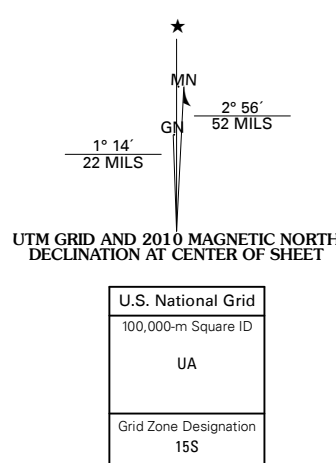 ★
MN
GN
2° 56´
52 MILS
1° 14´
22 MILS
UTM GRID AND 2010 MAGNETIC NORTH
DECLINATION AT CENTER OF SHEET
U.S. National Grid
100,000-m Square ID
UA
Grid Zone Designation
15S